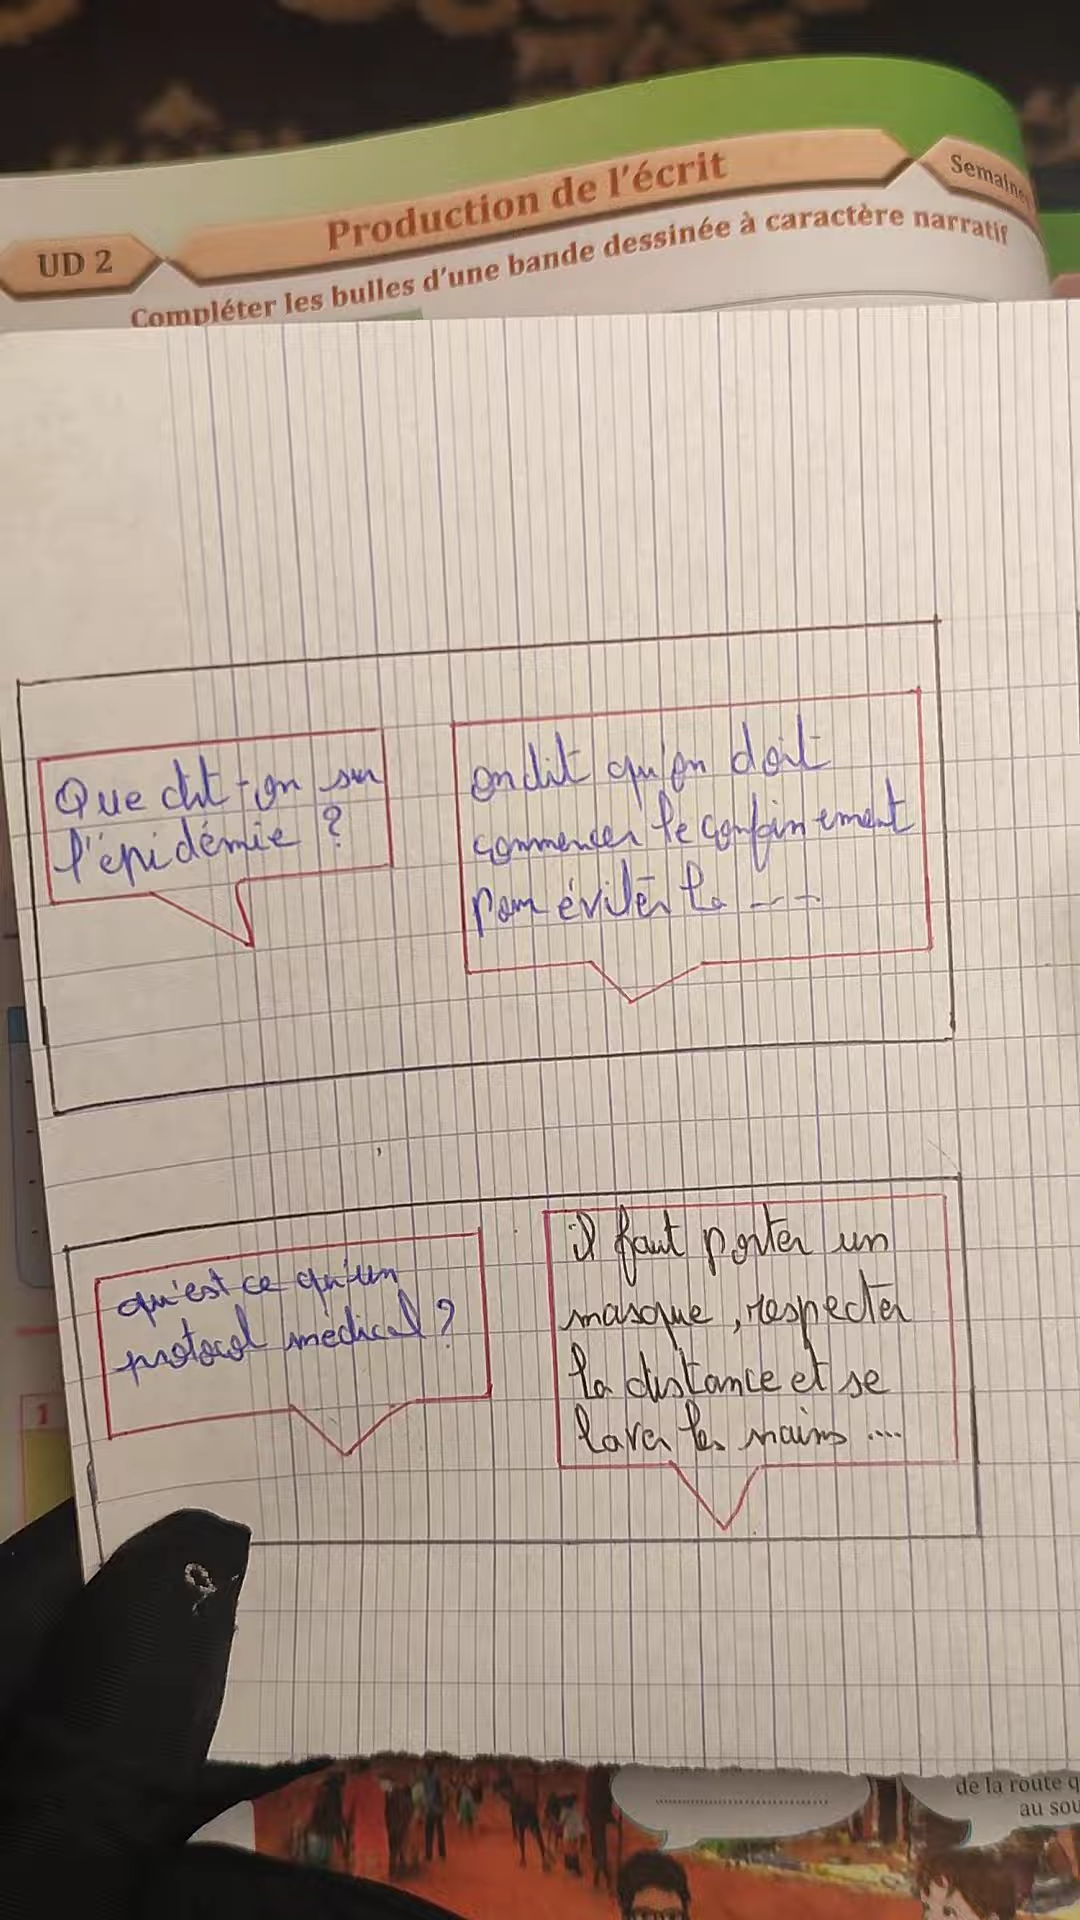 Production de l'écrit
Semaine
UD 2
Compléter les bulles d'une bande dessinée à caractère narratif
Que dit-on sur
l'épidémie ?
on dit qu'on doit
commencer le confinement
pour éviter la ---
qu'est ce qu'un
protocol médical ?
il faut porter un
masque, respecter
la distance et se
laver les mains ....
1
de la route q
au sou